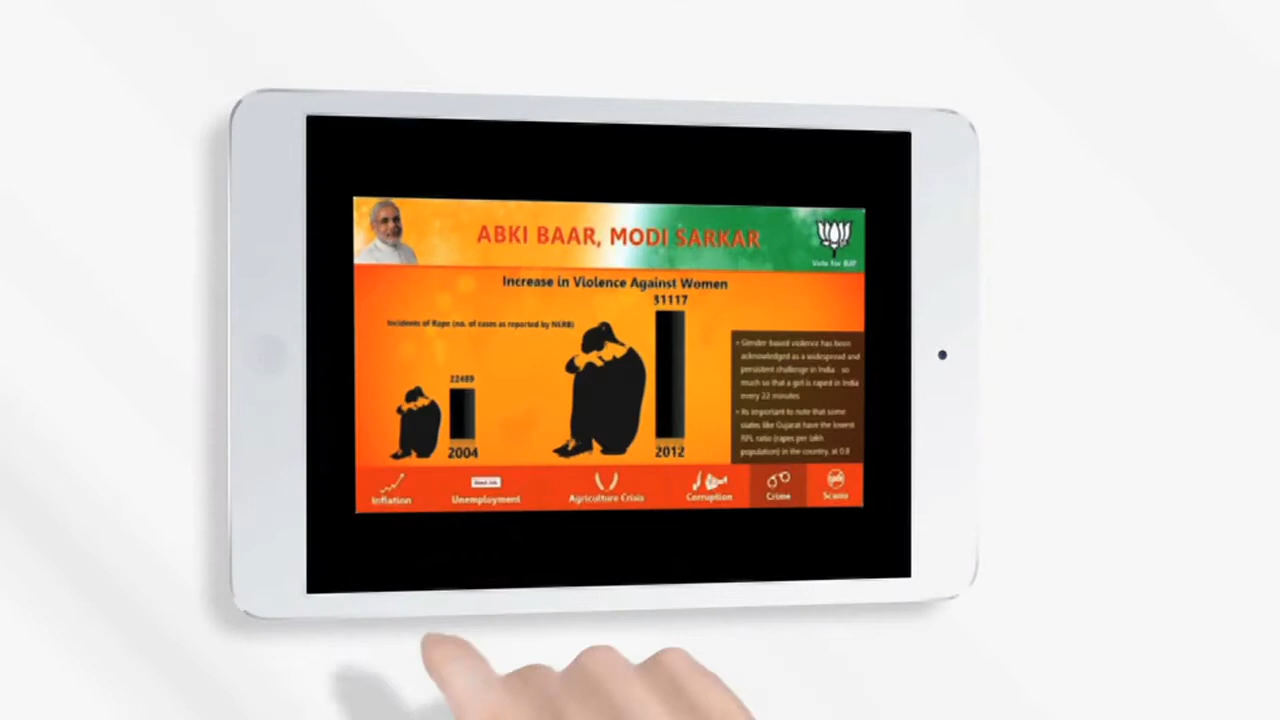 ABKI BAAR, MODI SARKAR
Vote for BJP
Increase in Violence Against Women
31117
Incidents of Rape (no. of cases as reported by NCRB)
22489
2004
2012
• Gender based violence has been
acknowledged as a widespread and
persistent challenge in India so
much so that a girl is raped in India
every 22 minutes
• Its important to note that some
states like Gujarat have the lowest
RPL ratio (rapes per lakh
population) in the country, at 0.8
Inflation
Unemployment
Agriculture Crisis
Corruption
Crime
Scams